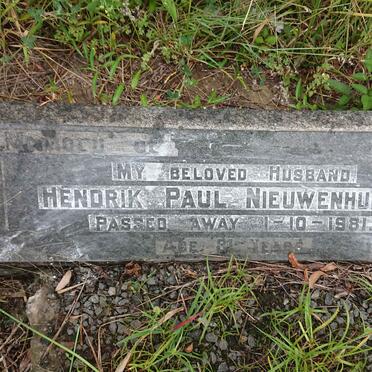 MY BELOVED HUSBAND
HENDRIK PAUL NIEUWENHU
PASSED AWAY 1-10-1981.
AGE YEARS